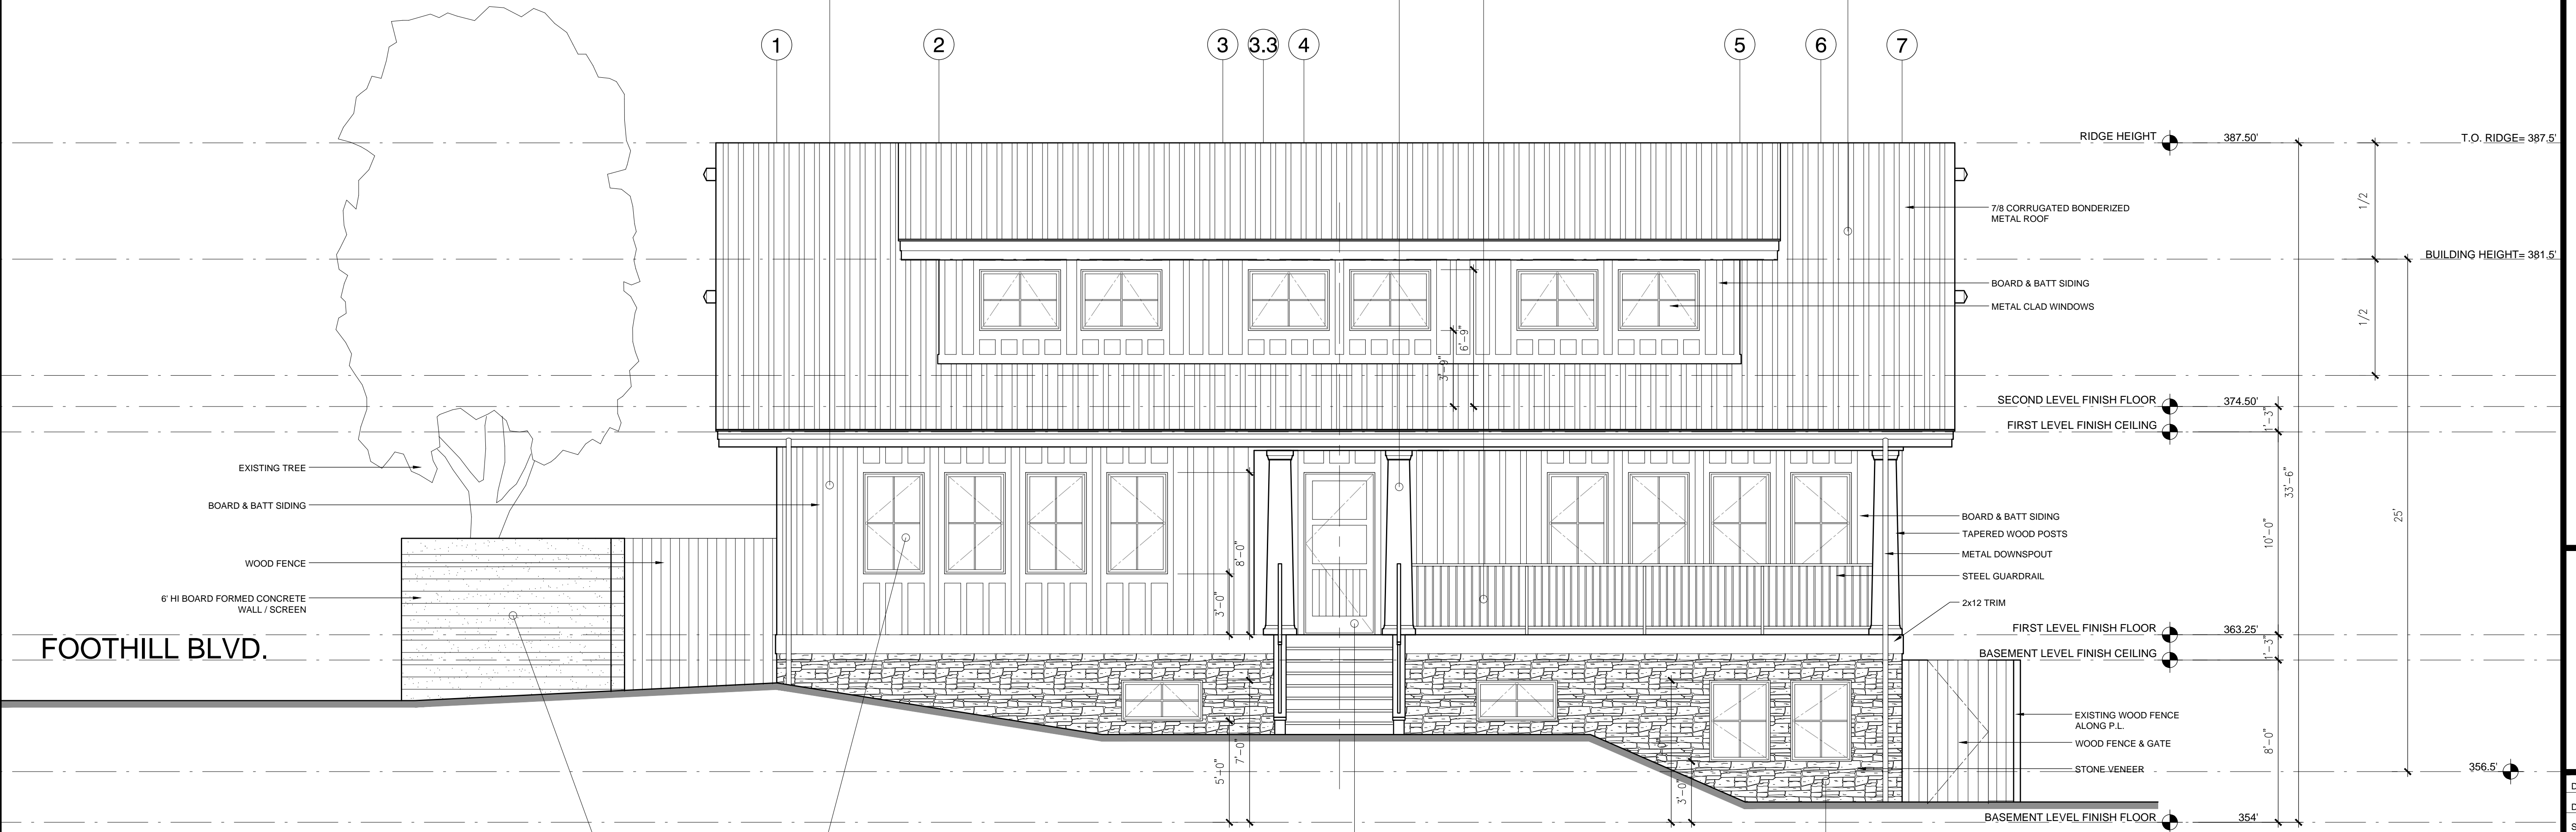 1 2 3 3.3 4 5 6 7
RIDGE HEIGHT 387.50' T.O. RIDGE= 387.5'
7/8 CORRUGATED BONDERIZED
METAL ROOF
1/2
BUILDING HEIGHT= 381.5'
BOARD & BATT SIDING
METAL CLAD WINDOWS
1/2
3'-9"
6'-9"
SECOND LEVEL FINISH FLOOR 374.50'
FIRST LEVEL FINISH CEILING
1'-3"
EXISTING TREE
BOARD & BATT SIDING
WOOD FENCE
6' HI BOARD FORMED CONCRETE
WALL / SCREEN
FOOTHILL BLVD.
3'-0"
8'-0"
BOARD & BATT SIDING
TAPERED WOOD POSTS
METAL DOWNSPOUT
STEEL GUARDRAIL
2x12 TRIM
10'-0"
33'-6"
25'
FIRST LEVEL FINISH FLOOR 363.25'
BASEMENT LEVEL FINISH CEILING
1'-3"
EXISTING WOOD FENCE
ALONG P.L.
WOOD FENCE & GATE
STONE VENEER
8'-0"
356.5'
5'-0"
7'-0"
3'-0"
BASEMENT LEVEL FINISH FLOOR 354'